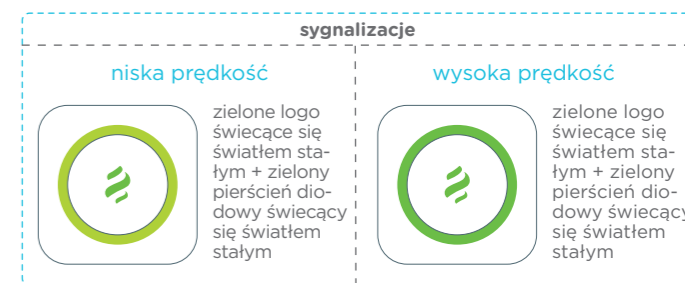 sygnalizacje
niska prędkość
zielone logo
świecące się
światłem sta-
łym + zielony
pierścień dio-
dowy świecący
się światłem
stałym
wysoka prędkość
zielone logo
świecące się
światłem sta-
łym + zielony
pierścień dio-
dowy świecący
się światłem
stałym